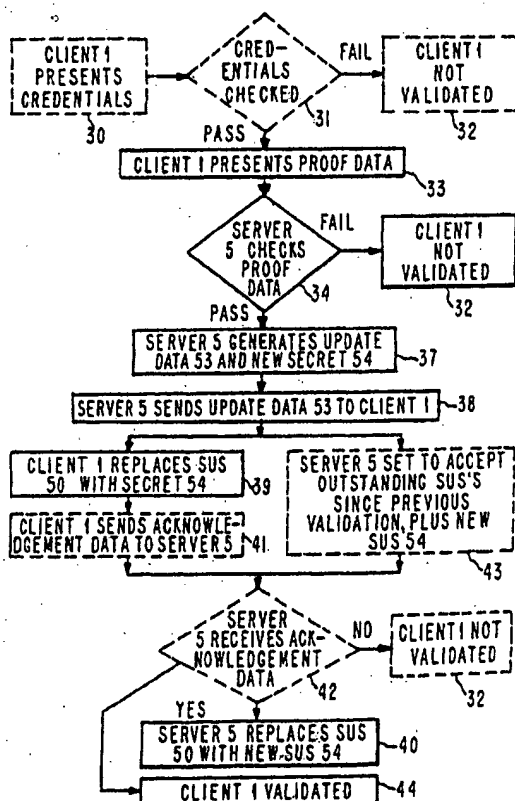 CLIENT 1
PRESENTS
CREDENTIALS
30
CRED-
ENTIALS
CHECKED
31
FAIL
CLIENT 1
NOT
VALIDATED
32
PASS
CLIENT 1 PRESENTS PROOF DATA
33
SERVER
5 CHECKS
PROOF
DATA
34
FAIL
CLIENT 1
NOT
VALIDATED
32
PASS
SERVER 5 GENERATES UPDATE
DATA 53 AND NEW SECRET 54
37
SERVER 5 SENDS UPDATE DATA 53 TO CLIENT 1
38
CLIENT 1 REPLACES SUS
50 WITH SECRET 54
39
CLIENT 1 SENDS ACKNOWLE-
DGEMENT DATA TO SERVER 5
41
SERVER 5 SET TO ACCEPT
OUTSTANDING SUS'S
SINCE PREVIOUS
VALIDATION, PLUS NEW
SUS 54
43
SERVER
5 RECEIVES ACK-
NOWLEDGEMENT
DATA
42
NO
CLIENT 1 NOT
VALIDATED
32
YES
SERVER 5 REPLACES SUS
50 WITH NEW SUS 54
40
CLIENT 1 VALIDATED
44